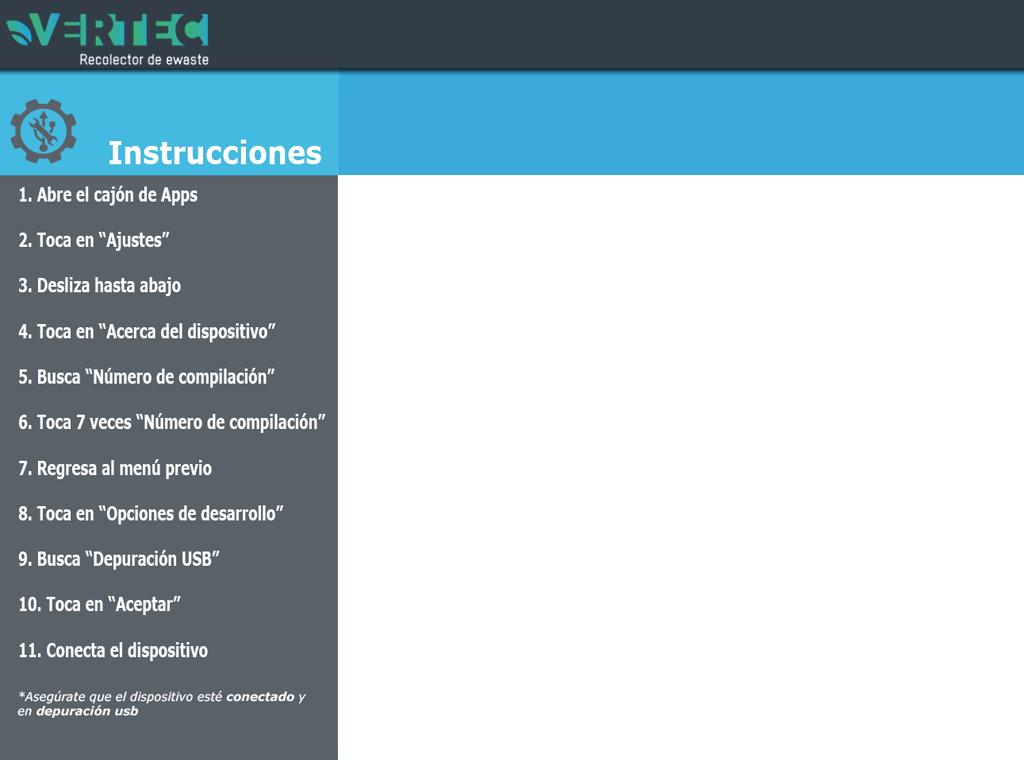 VERTEC
Recolector de ewaste
Instrucciones
1. Abre el cajón de Apps
2. Toca en “Ajustes”
3. Desliza hasta abajo
4. Toca en “Acerca del dispositivo”
5. Busca “Número de compilación”
6. Toca 7 veces “Número de compilación”
7. Regresa al menú previo
8. Toca en “Opciones de desarrollo”
9. Busca “Depuración USB”
10. Toca en “Aceptar”
11. Conecta el dispositivo
*Asegúrate que el dispositivo esté conectado y
en depuración usb